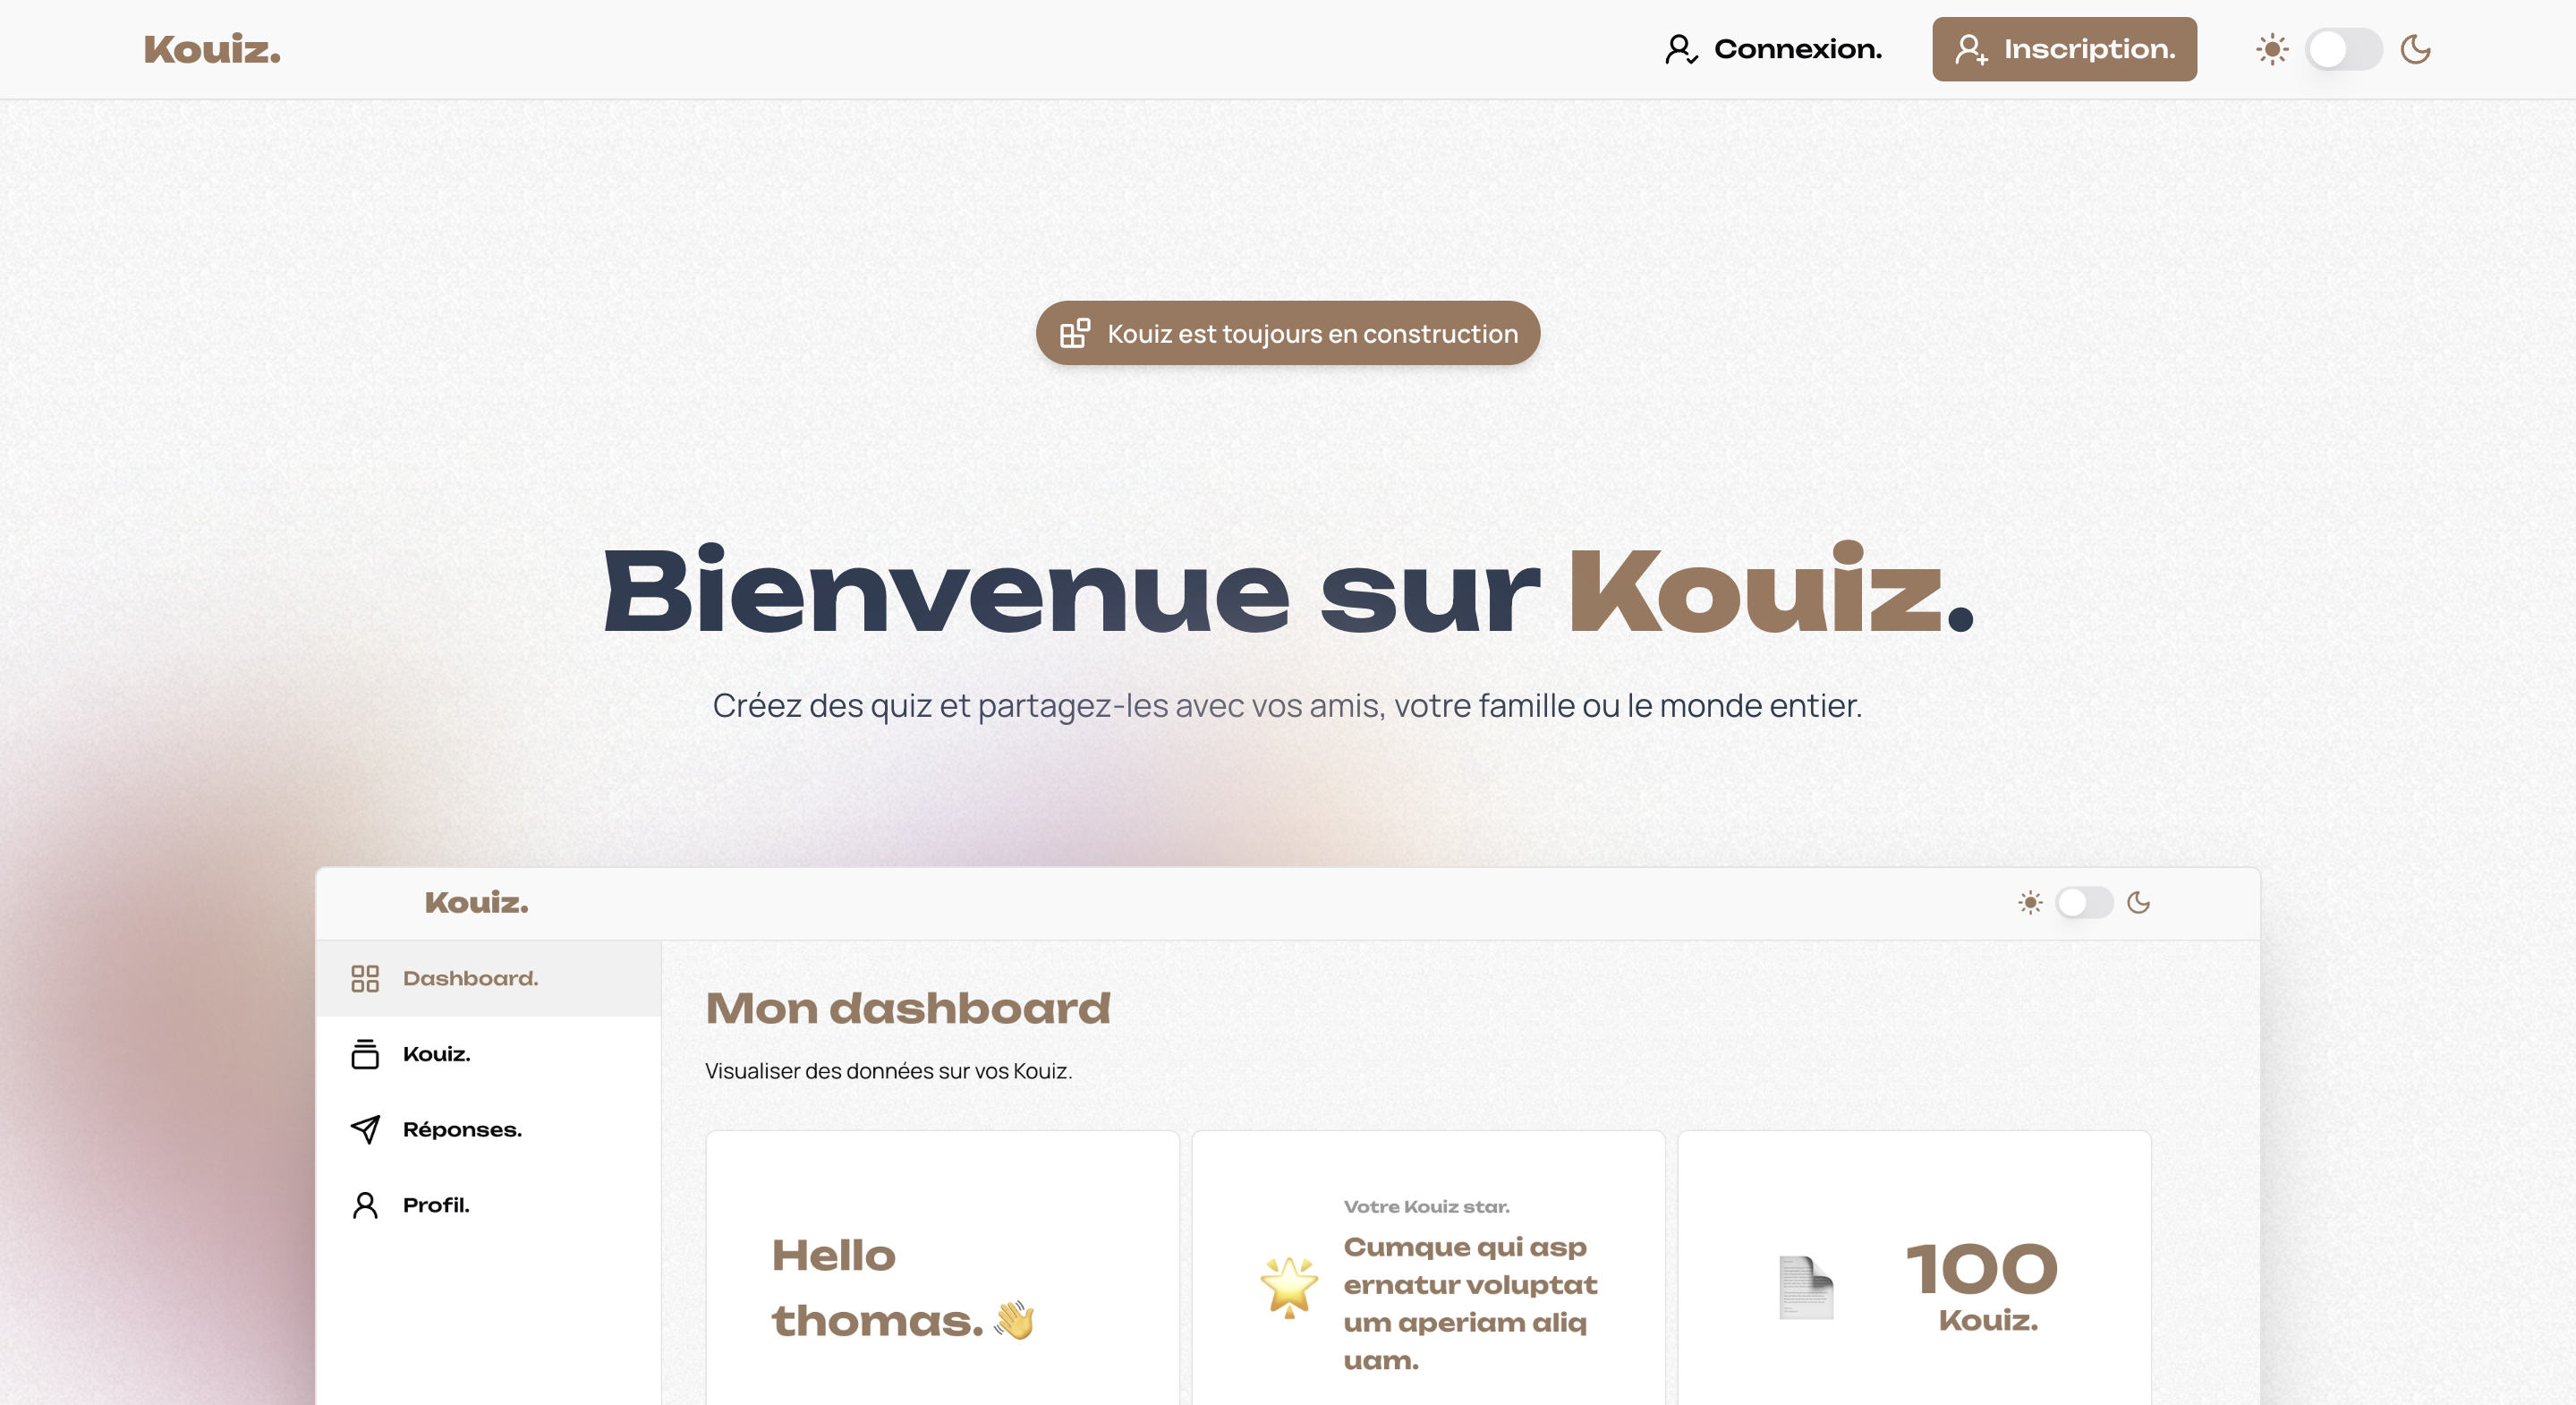 Kouiz.
Connexion.
Inscription.
Kouiz est toujours en construction
Bienvenue sur Kouiz.
Créez des quiz et partagez-les avec vos amis, votre famille ou le monde entier.
Kouiz.
Dashboard.
Kouiz.
Réponses.
Profil.
Mon dashboard
Visualiser des données sur vos Kouiz.
Hello
thomas. 👋
Votre Kouiz star.
Cumque qui asp
ernatur voluptat
um aperiam aliq
uam.
100
Kouiz.